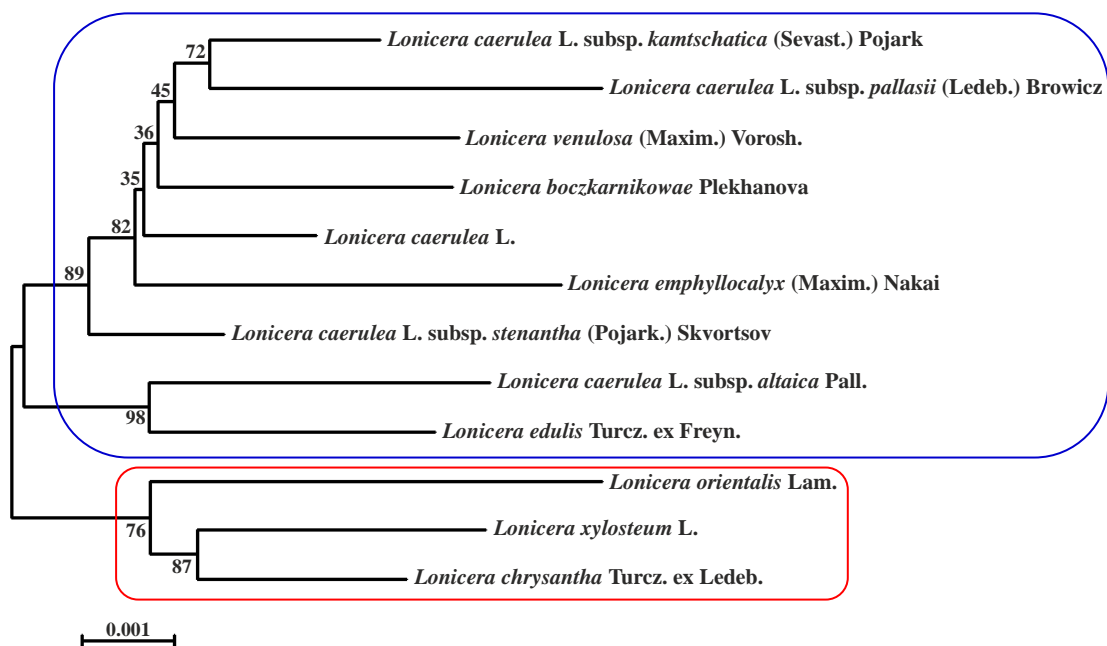 72 Lonicera caerulea L. subsp. kamtschatica (Sevast.) Pojark
45 Lonicera caerulea L. subsp. pallasii (Ledeb.) Browicz
36 Lonicera venulosa (Maxim.) Vorosh.
35 Lonicera boczkarnikowae Plekhanova
82 Lonicera caerulea L.
89 Lonicera emphyllocalyx (Maxim.) Nakai
Lonicera caerulea L. subsp. stenantha (Pojark.) Skvortsov
Lonicera caerulea L. subsp. altaica Pall.
98 Lonicera edulis Turcz. ex Freyn.
Lonicera orientalis Lam.
76 Lonicera xylosteum L.
87 Lonicera chrysantha Turcz. ex Ledeb.
0.001